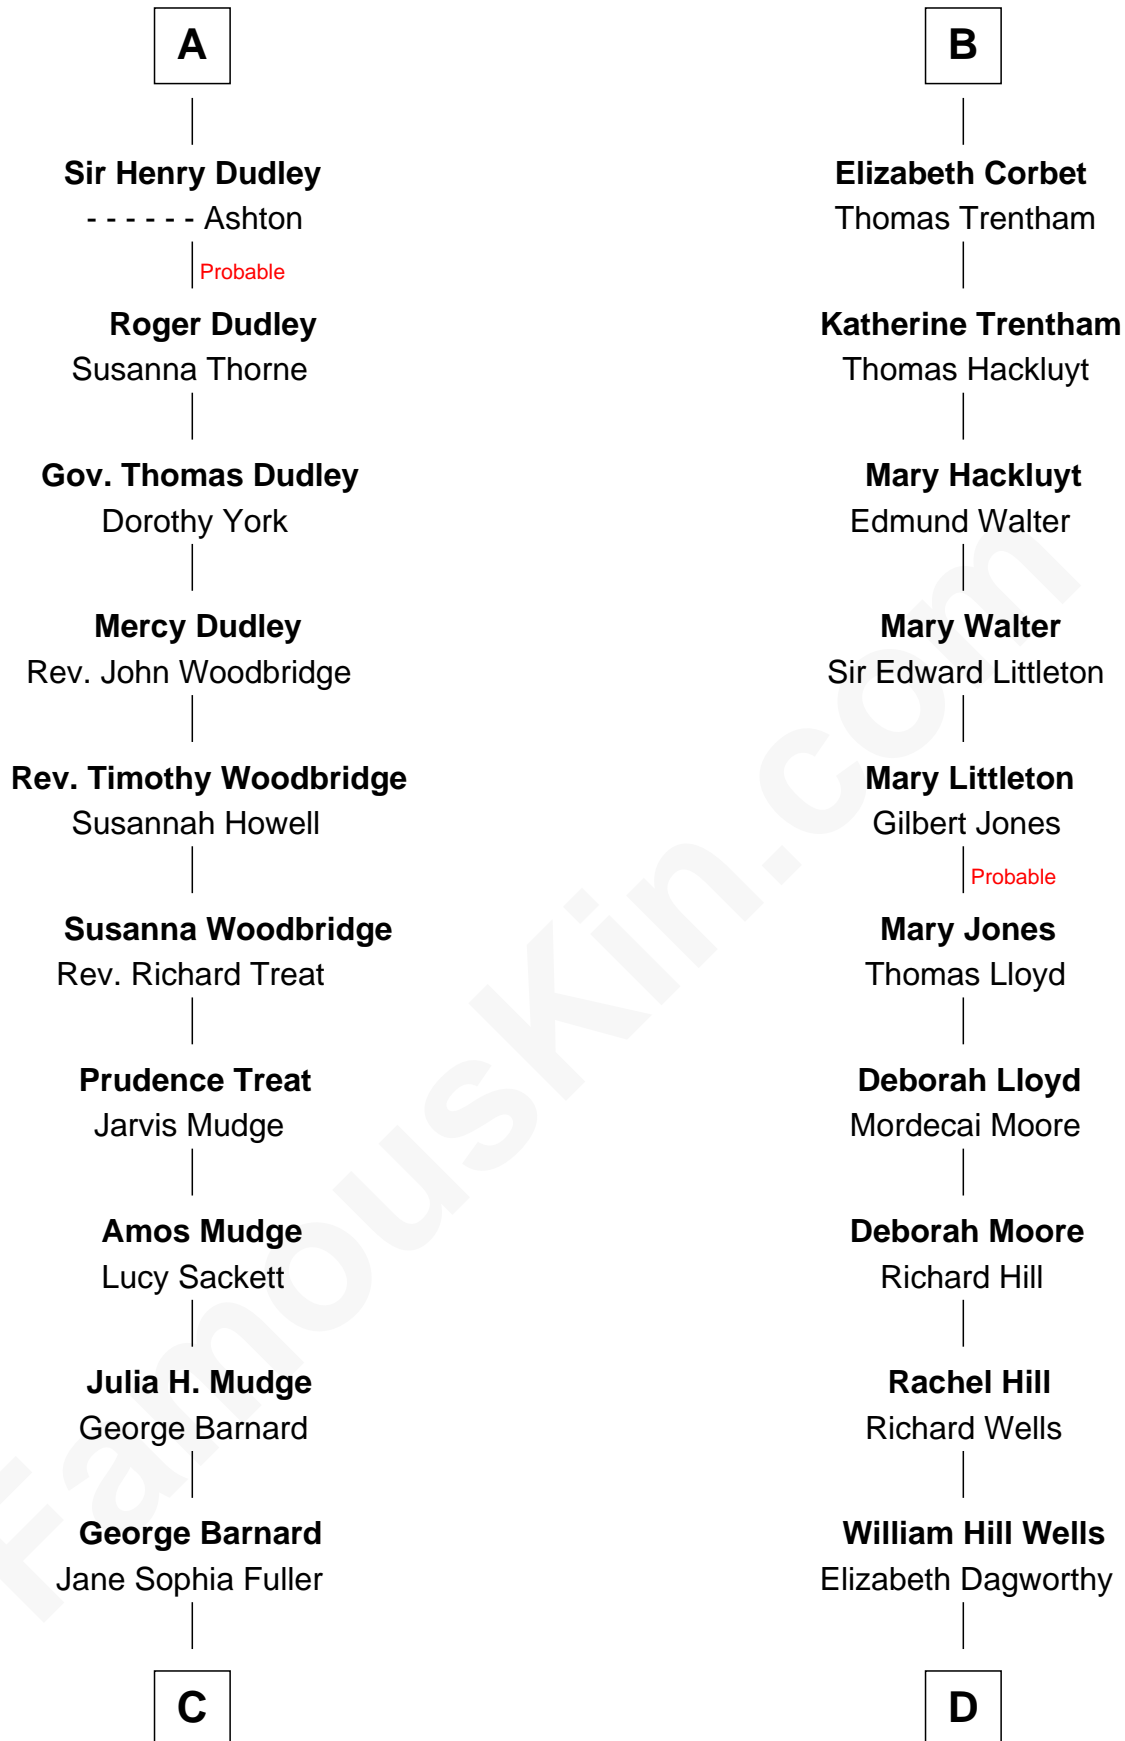 A
Sir Henry Dudley
- - - - - - Ashton
Probable
Roger Dudley
Susanna Thorne
Gov. Thomas Dudley
Dorothy York
Mercy Dudley
Rev. John Woodbridge
Rev. Timothy Woodbridge
Susannah Howell
Susanna Woodbridge
Rev. Richard Treat
Prudence Treat
Jarvis Mudge
Amos Mudge
Lucy Sackett
Julia H. Mudge
George Barnard
George Barnard
Jane Sophia Fuller
C
B
Elizabeth Corbet
Thomas Trentham
Katherine Trentham
Thomas Hackluyt
Mary Hackluyt
Edmund Walter
Mary Walter
Sir Edward Littleton
Mary Littleton
Gilbert Jones
Probable
Mary Jones
Thomas Lloyd
Deborah Lloyd
Mordecai Moore
Deborah Moore
Richard Hill
Rachel Hill
Richard Wells
William Hill Wells
Elizabeth Dagworthy
D
FamousKin.com